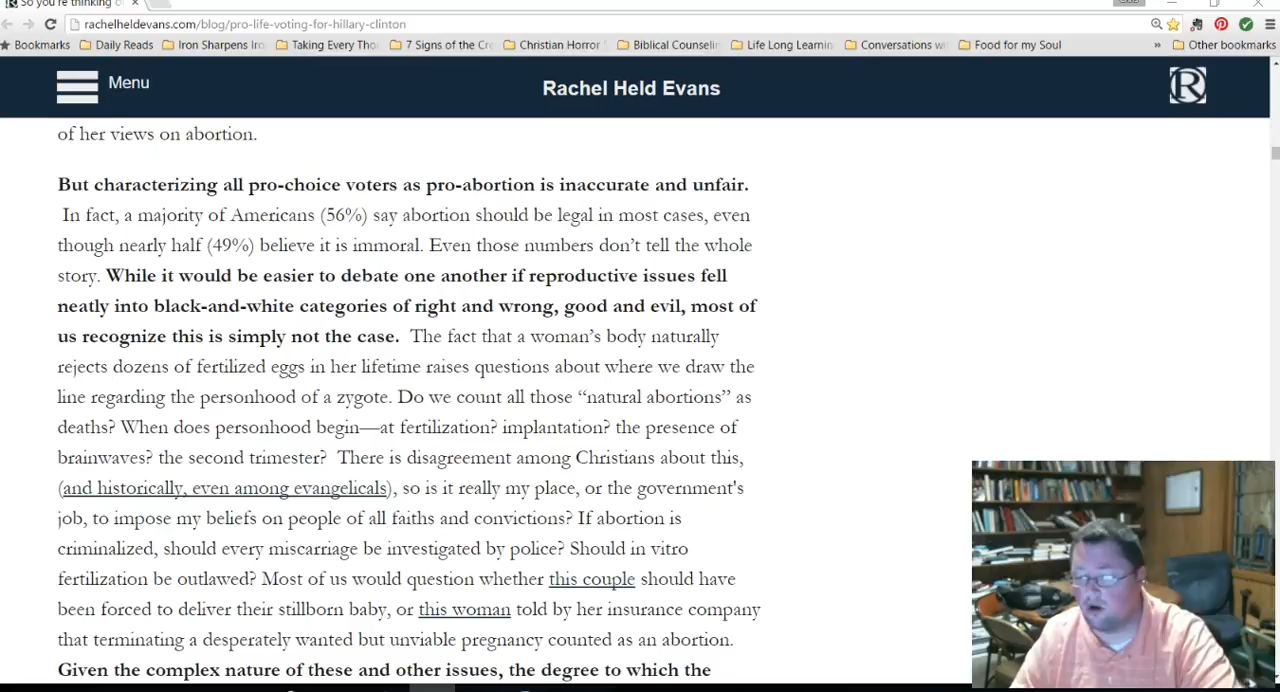 So you're thinking o
rachelheldevans.com/blog/pro-life-voting-for-hillary-clinton
Bookmarks Daily Reads Iron Sharpens Iro Taking Every Tho 7 Signs of the Cre Christian Horror Biblical Counselin Life Long Learnin Conversations w Food for my Soul » Other bookmarks
Menu Rachel Held Evans R
of her views on abortion.
But characterizing all pro-choice voters as pro-abortion is inaccurate and unfair.
In fact, a majority of Americans (56%) say abortion should be legal in most cases, even
though nearly half (49%) believe it is immoral. Even those numbers don't tell the whole
story. While it would be easier to debate one another if reproductive issues fell
neatly into black-and-white categories of right and wrong, good and evil, most of
us recognize this is simply not the case. The fact that a woman's body naturally
rejects dozens of fertilized eggs in her lifetime raises questions about where we draw the
line regarding the personhood of a zygote. Do we count all those “natural abortions” as
deaths? When does personhood begin—at fertilization? implantation? the presence of
brainwaves? the second trimester? There is disagreement among Christians about this,
(and historically, even among evangelicals), so is it really my place, or the government's
job, to impose my beliefs on people of all faiths and convictions? If abortion is
criminalized, should every miscarriage be investigated by police? Should in vitro
fertilization be outlawed? Most of us would question whether this couple should have
been forced to deliver their stillborn baby, or this woman told by her insurance company
that terminating a desperately wanted but unviable pregnancy counted as an abortion.
Given the complex nature of these and other issues, the degree to which the